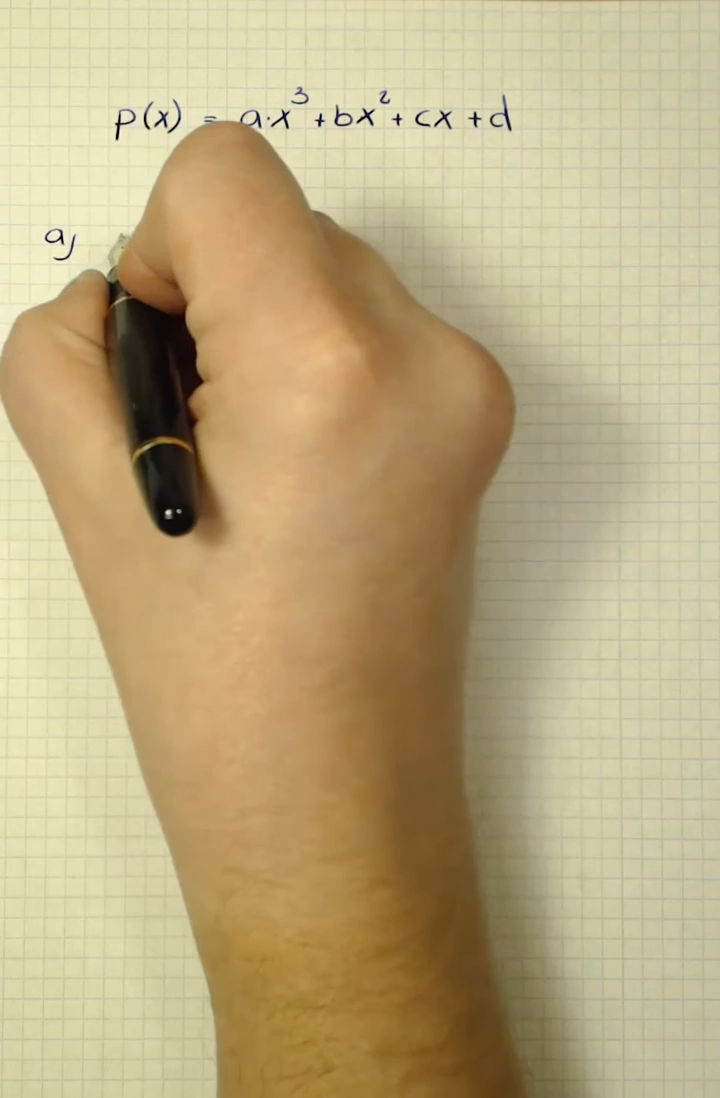 p(x) = a·x³ + bx² + cx + d
a)